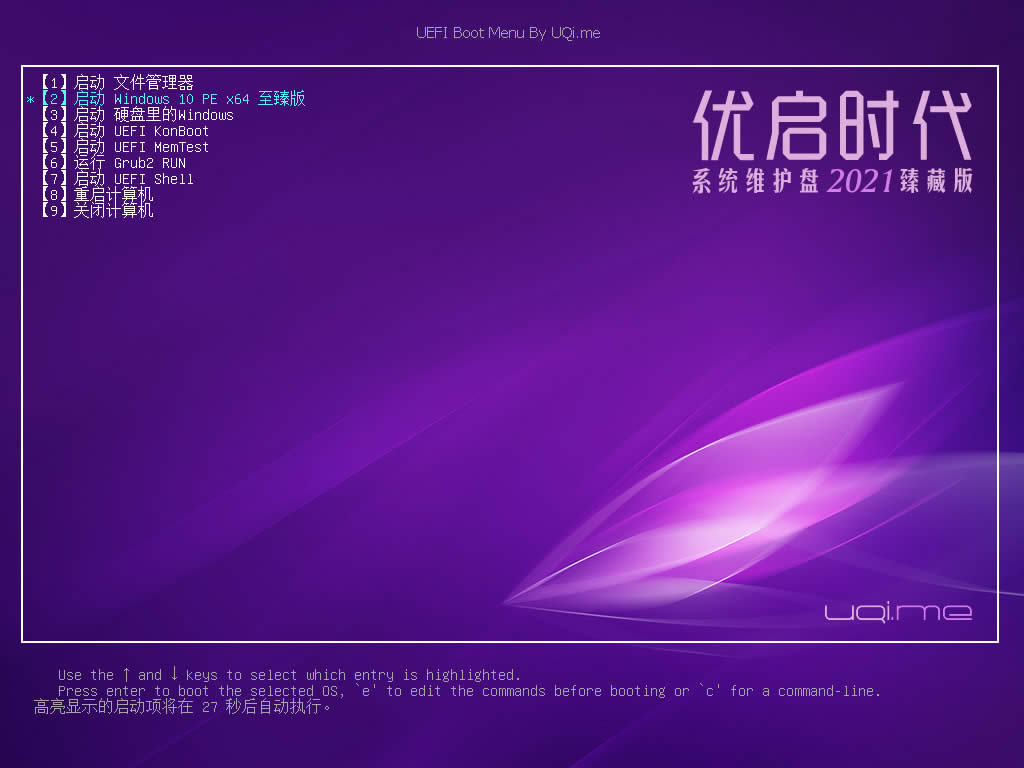 UEFI Boot Menu By UQi.me
【1】启动 文件管理器
*【2】启动 Windows 10 PE x64 至臻版
【3】启动 硬盘里的Windows
【4】启动 UEFI KonBoot
【5】启动 UEFI MemTest
【6】运行 Grub2 RUN
【7】启动 UEFI Shell
【8】重启计算机
【9】关闭计算机
优启时代
系统维护盘2021臻藏版
uqi.me
Use the ↑ and ↓ keys to select which entry is highlighted.
Press enter to boot the selected OS, `e' to edit the commands before booting or `c' for a command-line.
高亮显示的启动项将在 27 秒后自动执行。